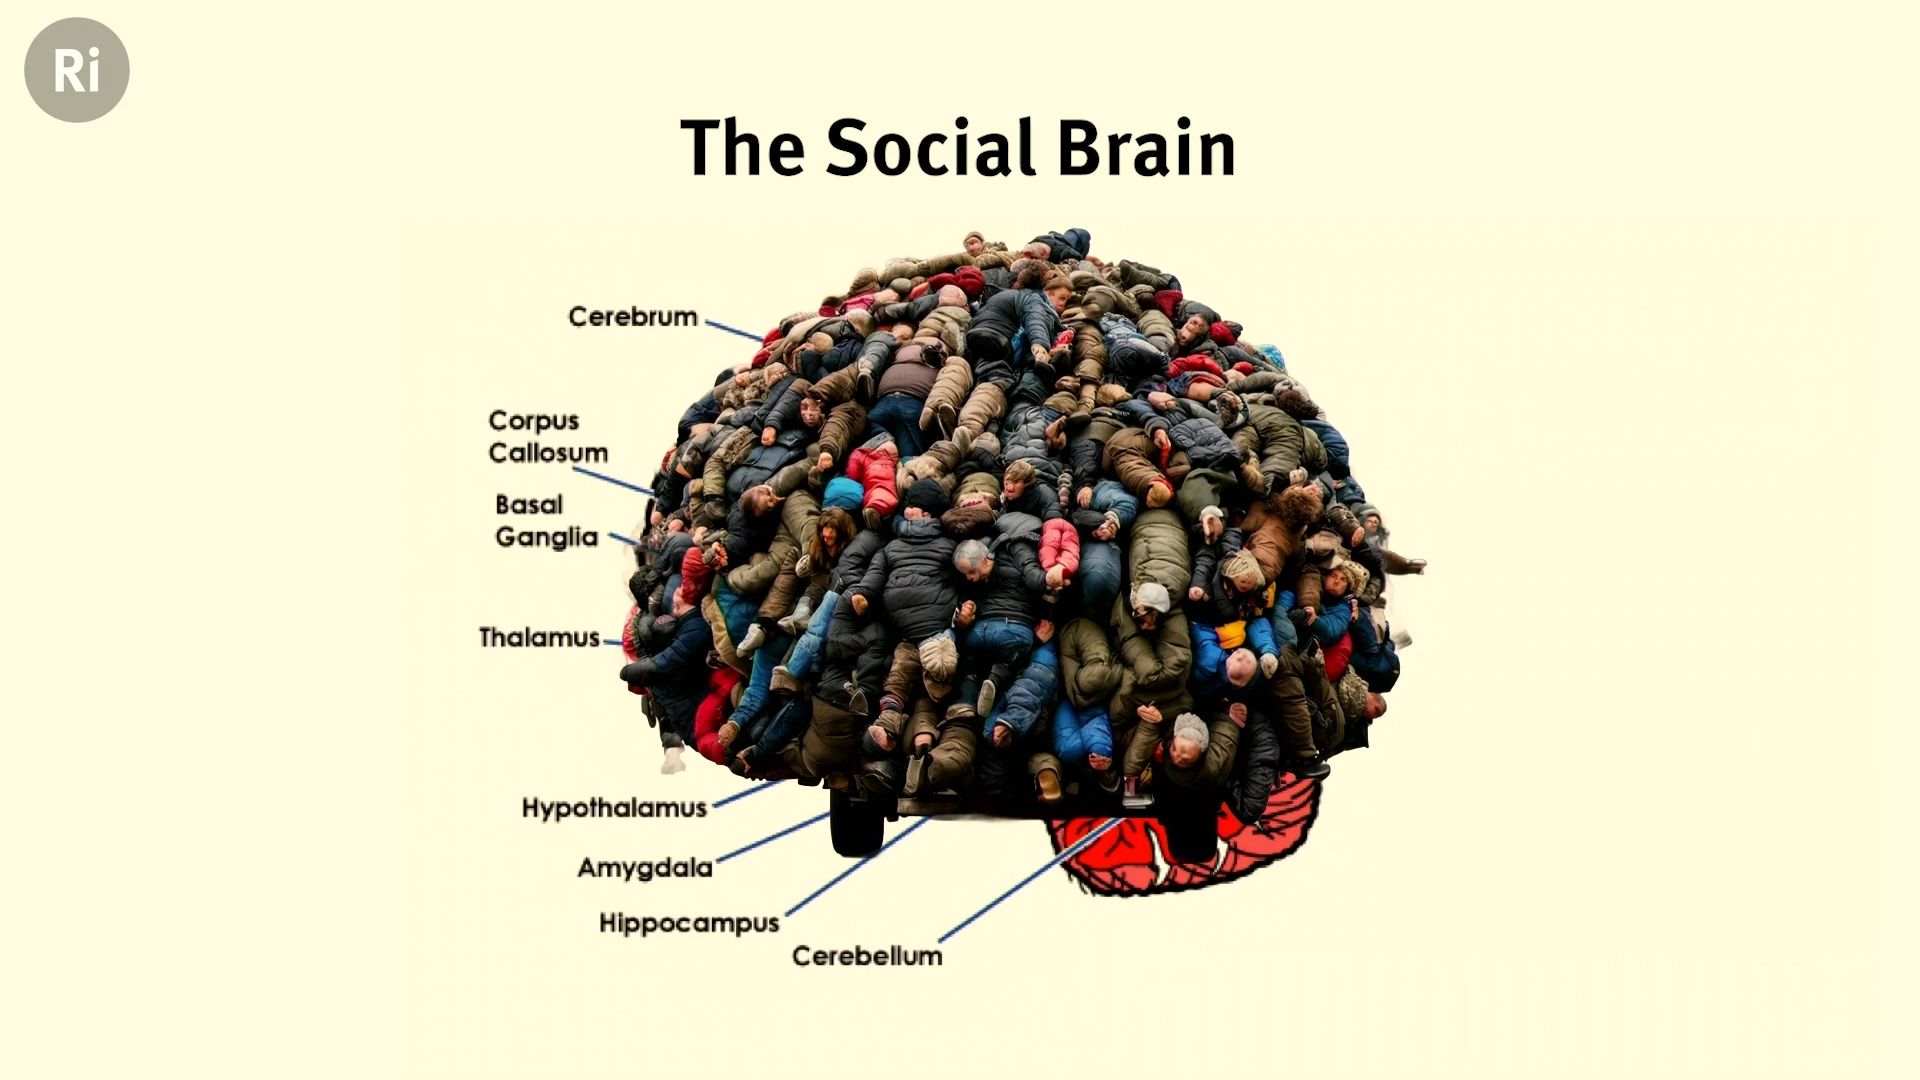 Ri
The Social Brain
Cerebrum
Corpus
Callosum
Basal
Ganglia
Thalamus
Hypothalamus
Amygdala
Hippocampus
Cerebellum